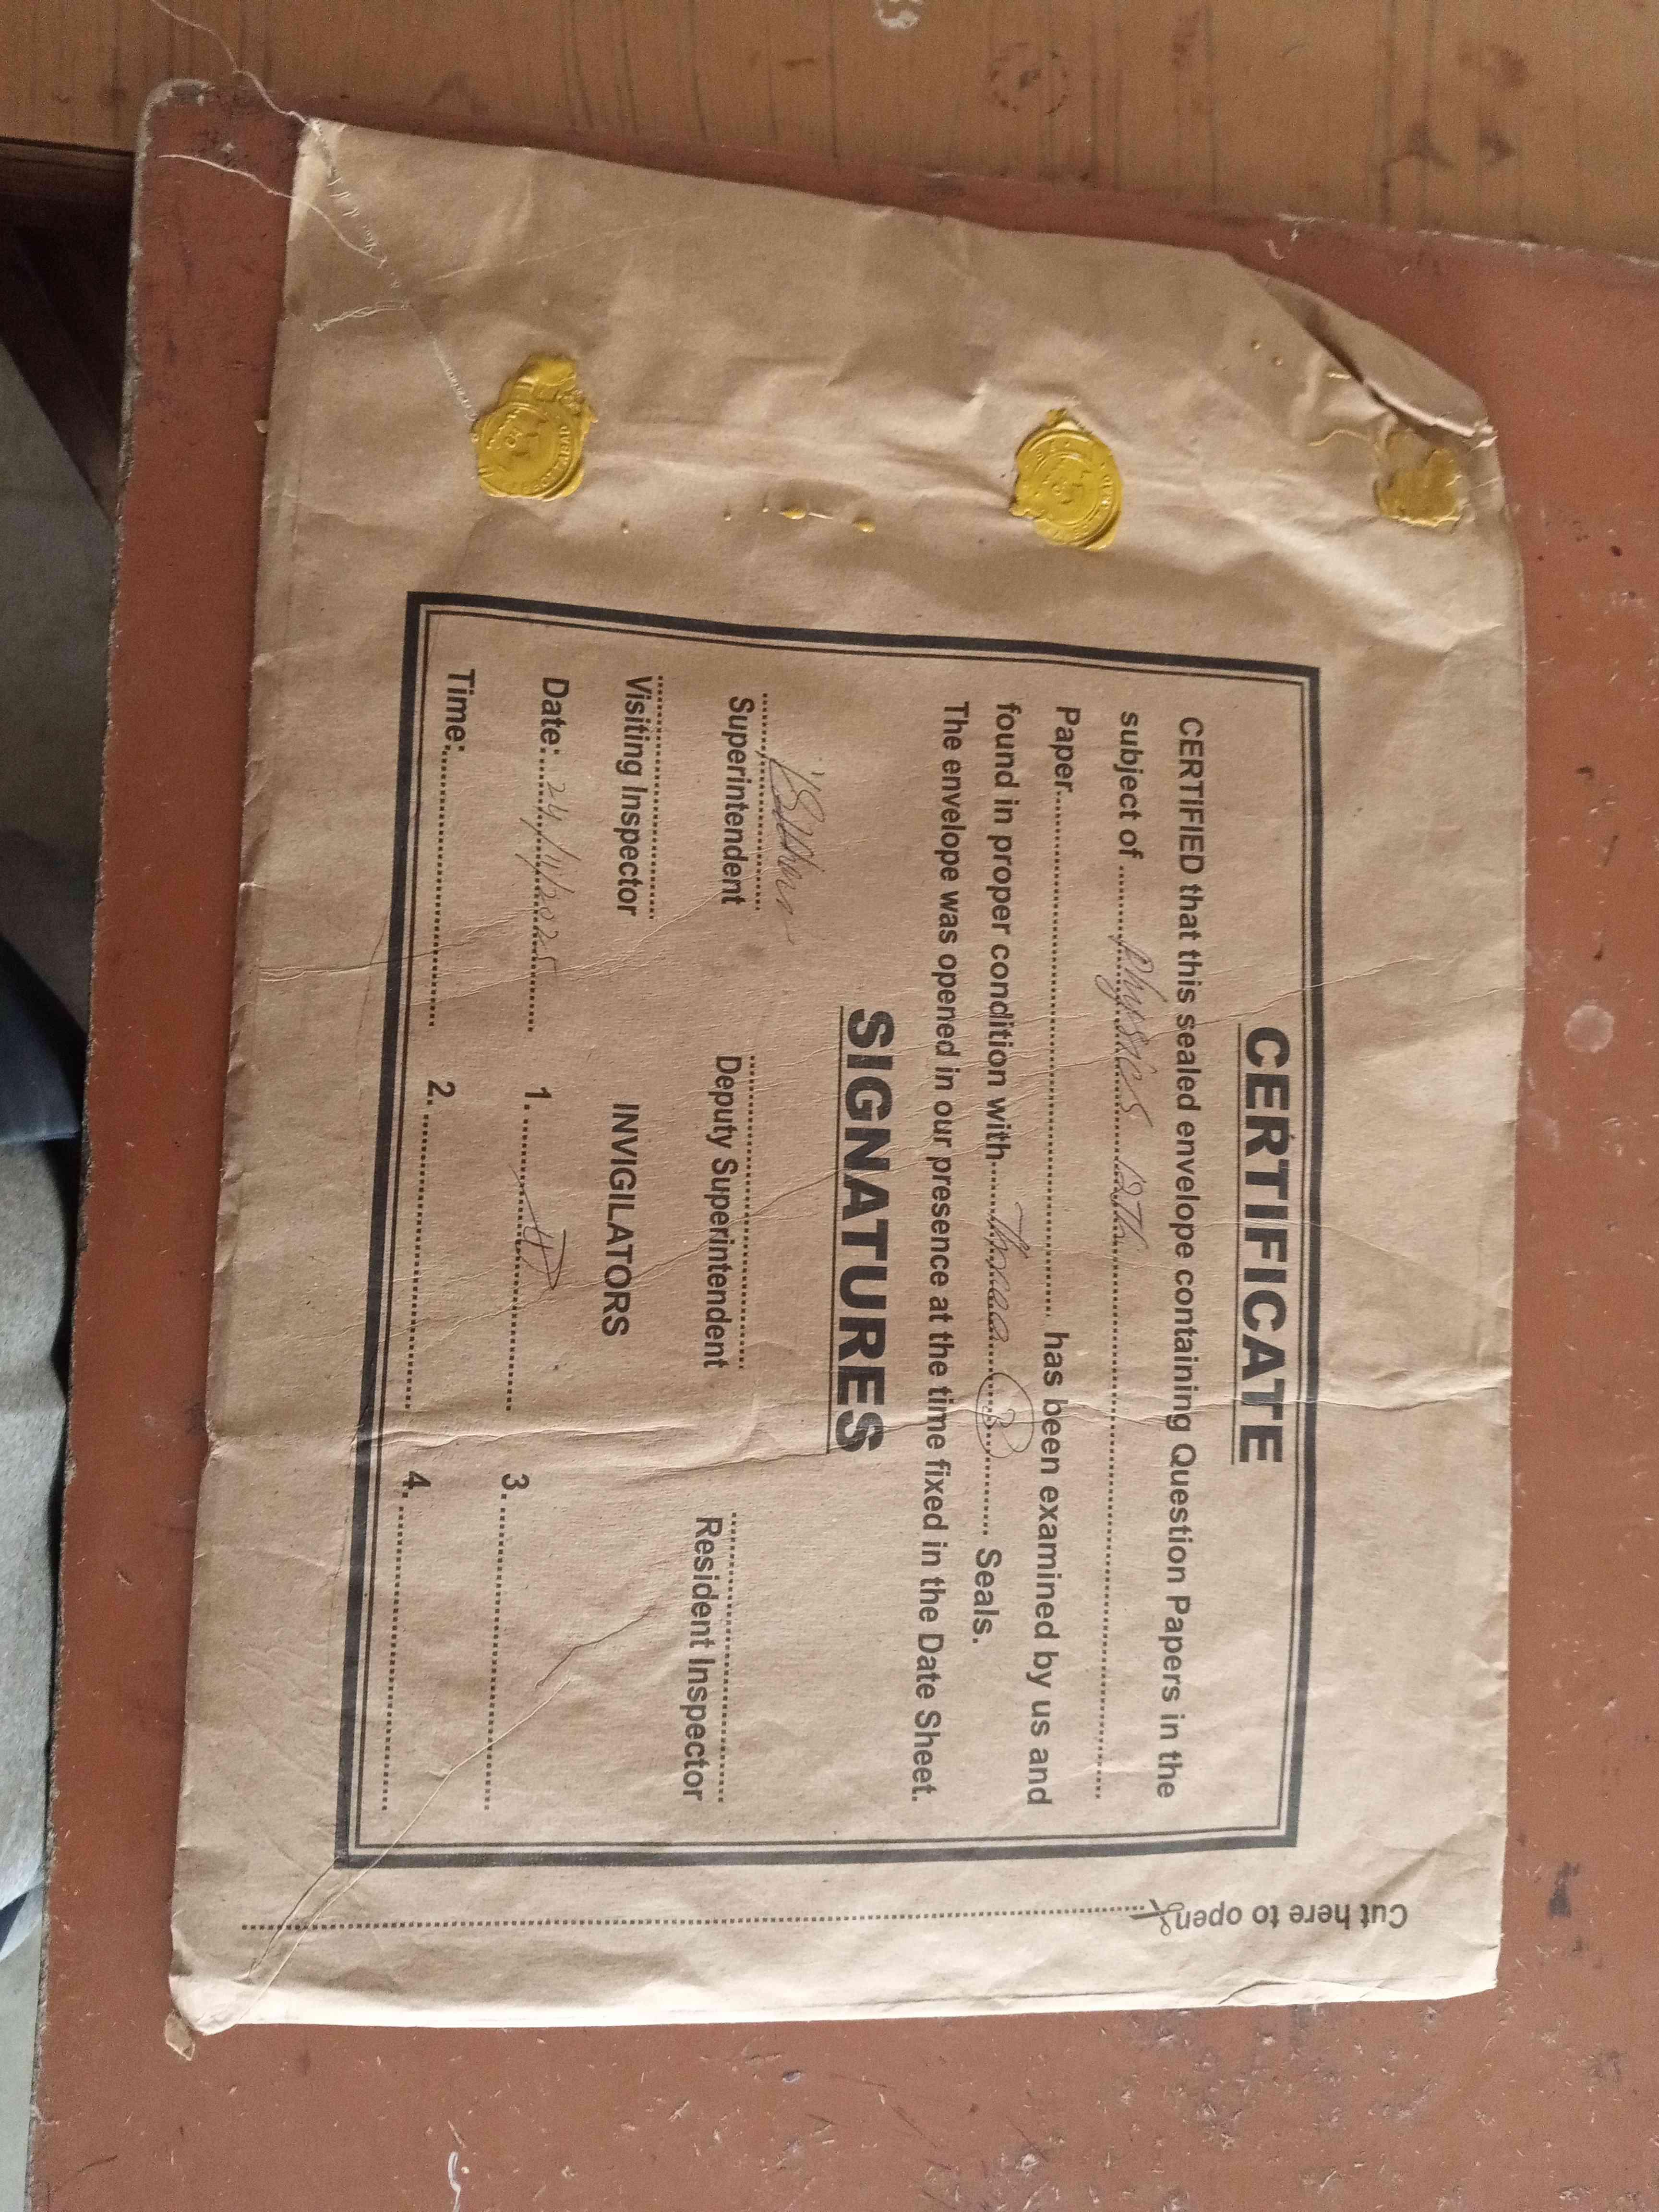 CERTIFICATE
CERTIFIED that this sealed envelope containing Question Papers in the
subject of ........Physics 12th........
Paper................ has been examined by us and
found in proper condition with......Three......3........ Seals.
The envelope was opened in our presence at the time fixed in the Date Sheet.
SIGNATURES
Superintendent Deputy Superintendent Resident Inspector
Visiting Inspector INVIGILATORS
Date: 24/11/2025 1. 3.
Time: 2. 4.
Cut here to open